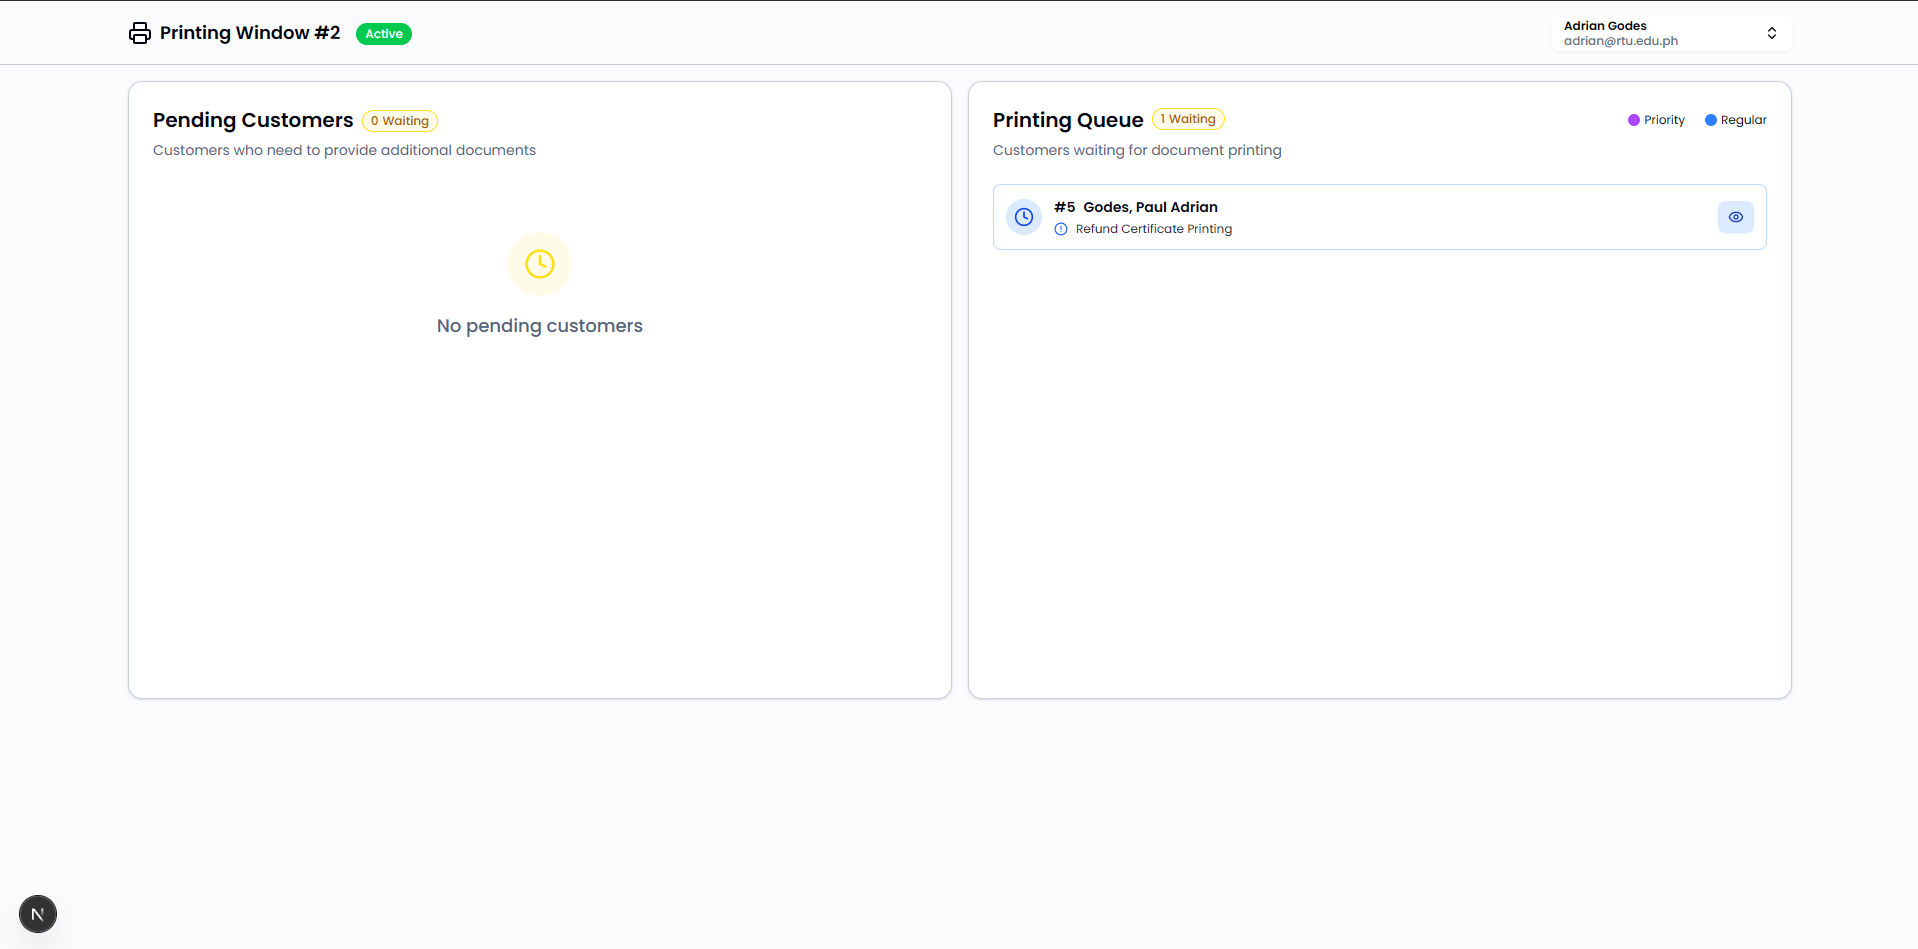 Printing Window #2 Active
Adrian Godes
adrian@rtu.edu.ph
Pending Customers 0 Waiting
Customers who need to provide additional documents
No pending customers
Printing Queue 1 Waiting
Priority Regular
Customers waiting for document printing
#5 Godes, Paul Adrian
Refund Certificate Printing
N